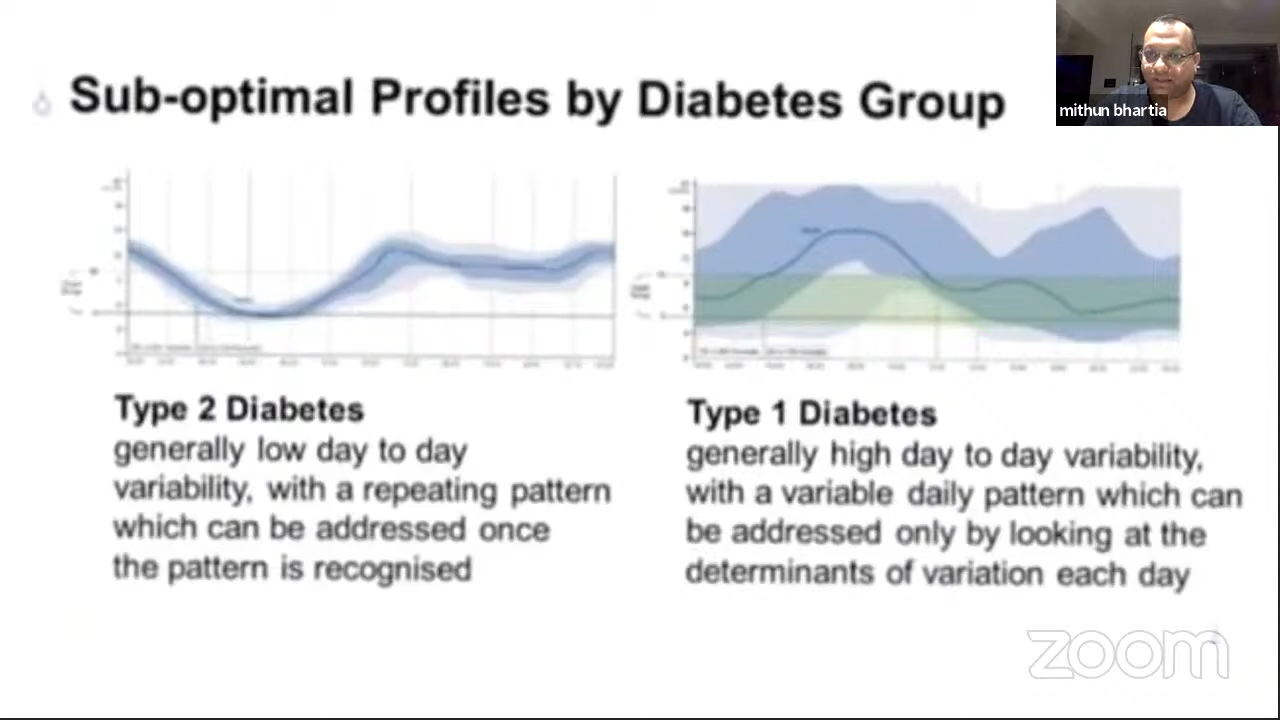 Sub-optimal Profiles by Diabetes Group
mithun bhartia
Type 2 Diabetes
generally low day to day
variability, with a repeating pattern
which can be addressed once
the pattern is recognised
Type 1 Diabetes
generally high day to day variability,
with a variable daily pattern which can
be addressed only by looking at the
determinants of variation each day
zoom